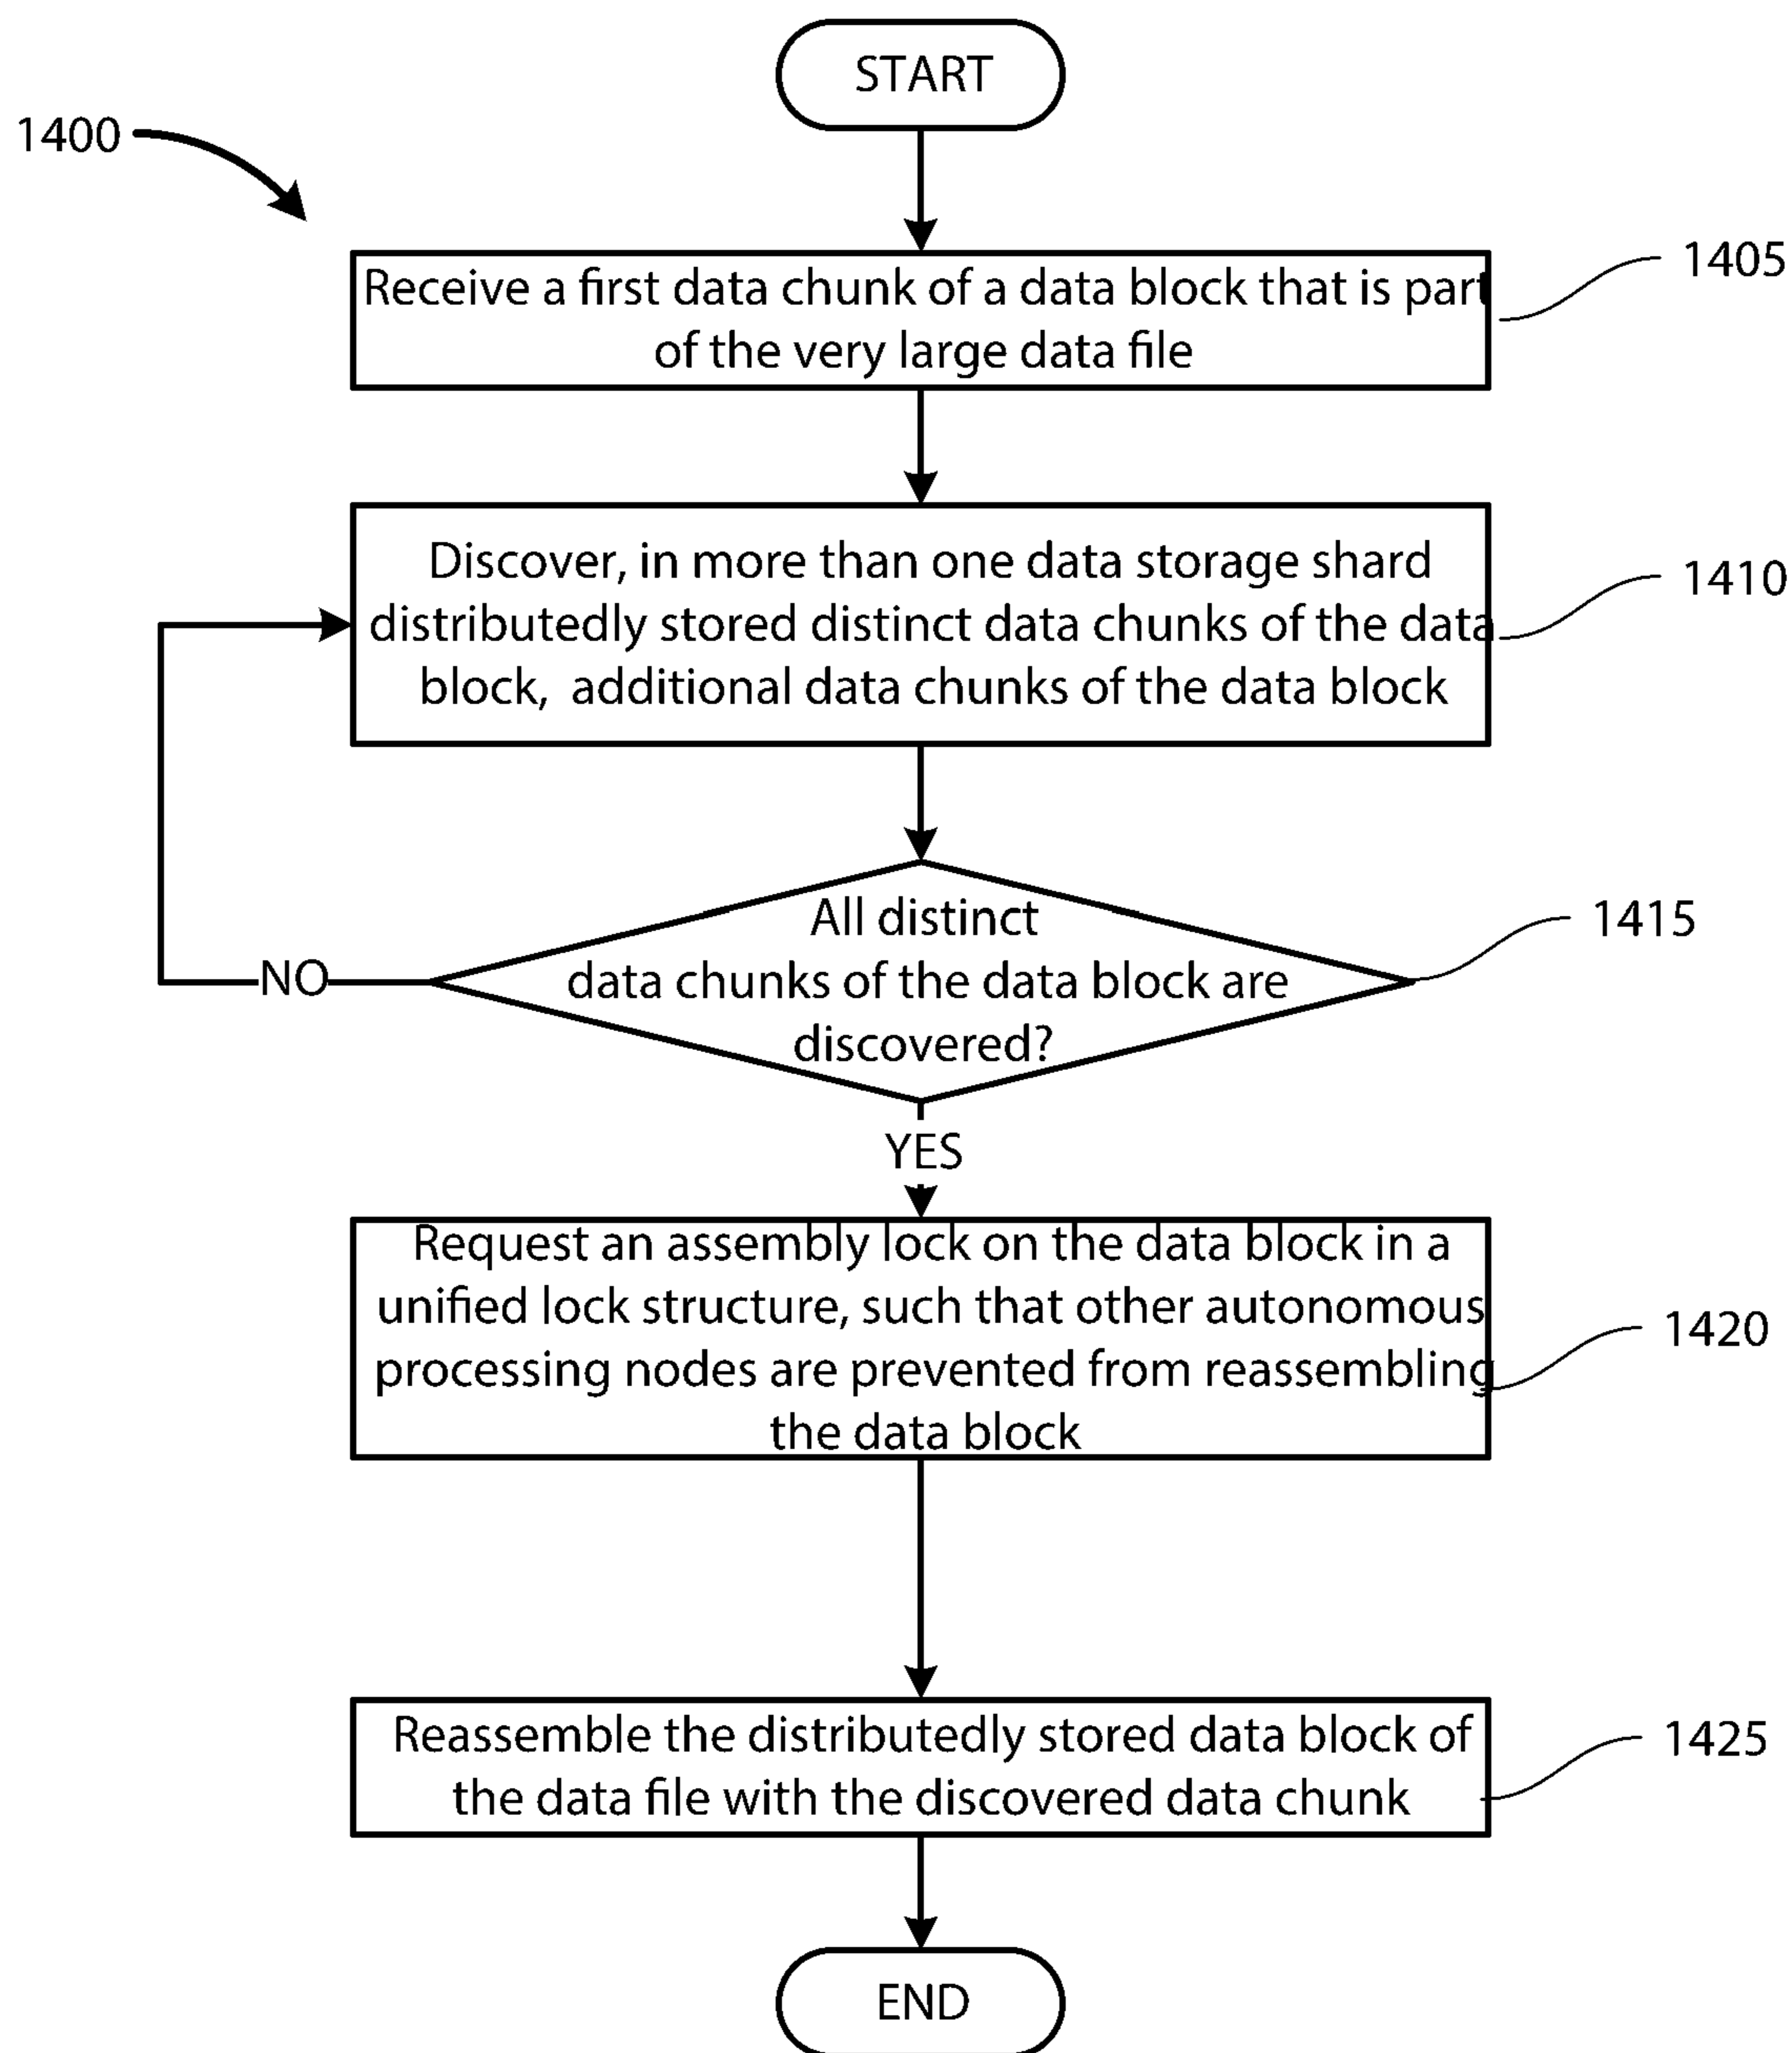 START
1400
Receive a first data chunk of a data block that is part
of the very large data file
1405
Discover, in more than one data storage shard
distributedly stored distinct data chunks of the data
block, additional data chunks of the data block
1410
All distinct
data chunks of the data block are
discovered?
1415
NO
YES
Request an assembly lock on the data block in a
unified lock structure, such that other autonomous
processing nodes are prevented from reassembling
the data block
1420
Reassemble the distributedly stored data block of
the data file with the discovered data chunk
1425
END